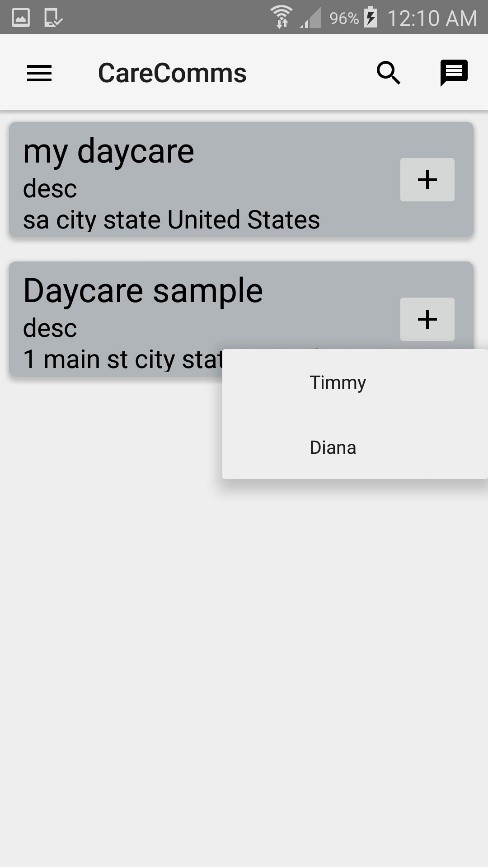 96% 12:10 AM
CareComms
my daycare
desc
sa city state United States
Daycare sample
desc
1 main st city stat
Timmy
Diana